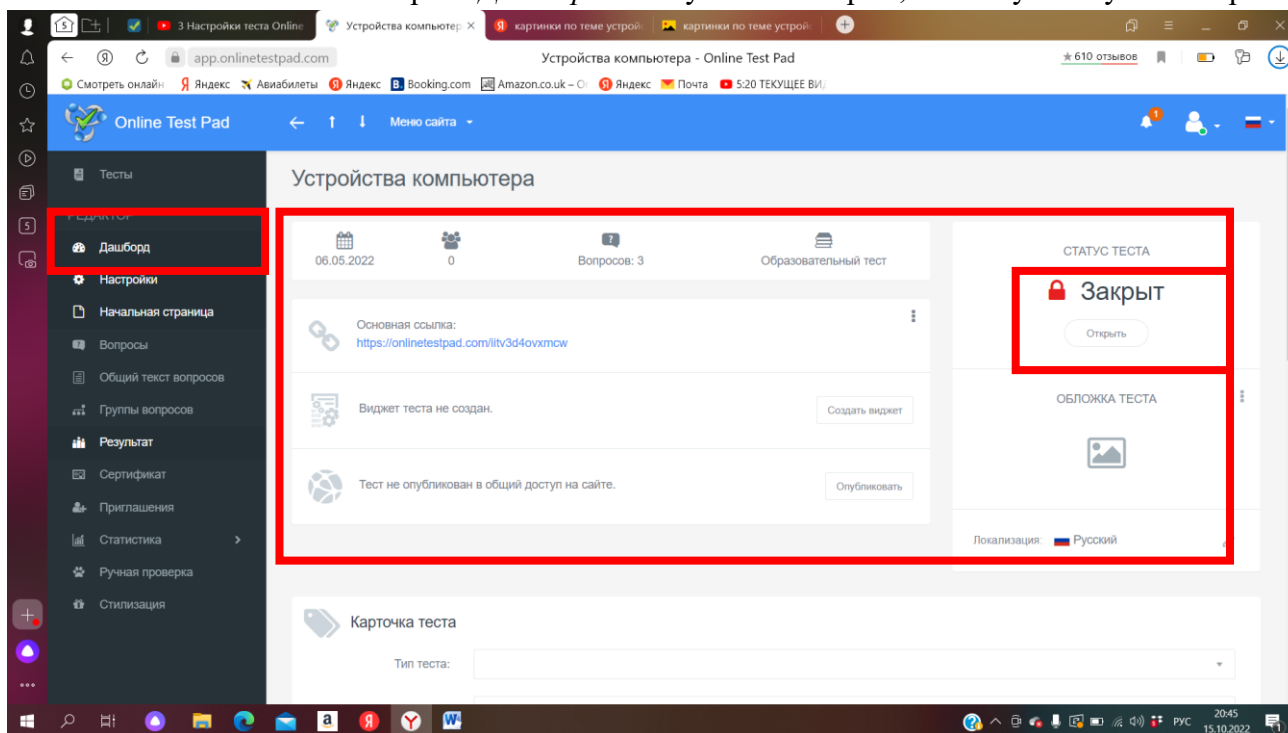 3 Настройки теста Online
Устройства компьютер
картинки по теме устрой
картинки по теме устрой
app.onlinetestpad.com
Устройства компьютера - Online Test Pad
★ 610 отзывов
Смотреть онлайн
Яндекс
Авиабилеты
Яндекс
Booking.com
Amazon.co.uk – O
Яндекс
Почта
5:20 ТЕКУЩЕЕ ВИ
Online Test Pad
Меню сайта
1
Тесты
Устройства компьютера
РЕДАКТОР
Дашборд
Настройки
Начальная страница
Вопросы
Общий текст вопросов
Группы вопросов
Результат
Сертификат
Приглашения
Статистика
Ручная проверка
Стилизация
06.05.2022
0
Вопросов: 3
Образовательный тест
Основная ссылка:
https://onlinetestpad.com/iitv3d4ovxmcw
Виджет теста не создан.
Создать виджет
Тест не опубликован в общий доступ на сайте.
Опубликовать
СТАТУС ТЕСТА
Закрыт
Открыть
ОБЛОЖКА ТЕСТА
Локализация:
Русский
Карточка теста
Тип теста:
РУС
20:45
15.10.2022